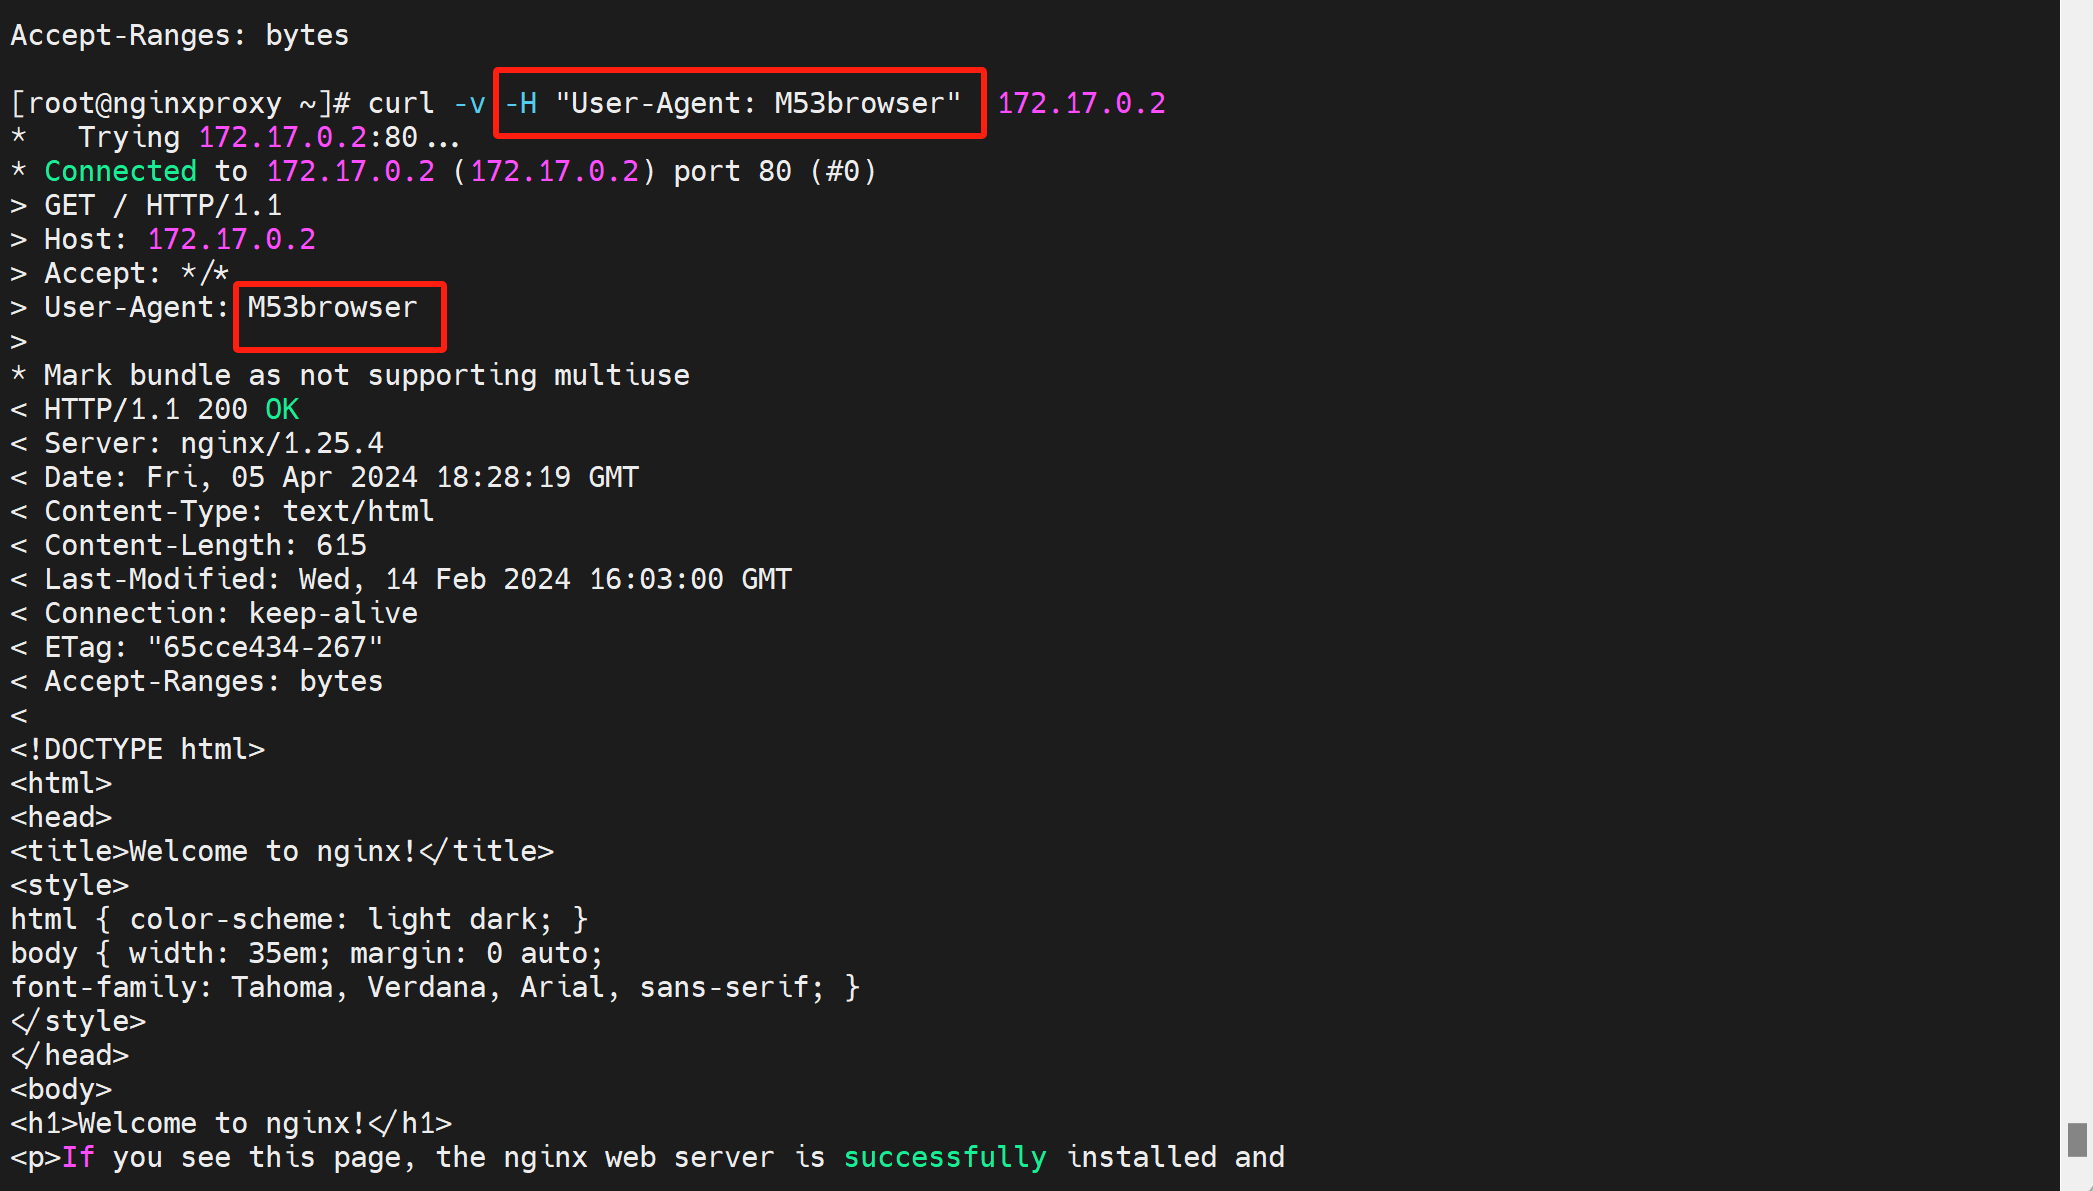 Accept-Ranges: bytes
[root@nginxproxy ~]# curl -v -H "User-Agent: M53browser" 172.17.0.2
*   Trying 172.17.0.2:80...
* Connected to 172.17.0.2 (172.17.0.2) port 80 (#0)
> GET / HTTP/1.1
> Host: 172.17.0.2
> Accept: */*
> User-Agent: M53browser
>
* Mark bundle as not supporting multiuse
< HTTP/1.1 200 OK
< Server: nginx/1.25.4
< Date: Fri, 05 Apr 2024 18:28:19 GMT
< Content-Type: text/html
< Content-Length: 615
< Last-Modified: Wed, 14 Feb 2024 16:03:00 GMT
< Connection: keep-alive
< ETag: "65cce434-267"
< Accept-Ranges: bytes
<
<!DOCTYPE html>
<html>
<head>
<title>Welcome to nginx!</title>
<style>
html { color-scheme: light dark; }
body { width: 35em; margin: 0 auto;
font-family: Tahoma, Verdana, Arial, sans-serif; }
</style>
</head>
<body>
<h1>Welcome to nginx!</h1>
<p>If you see this page, the nginx web server is successfully installed and